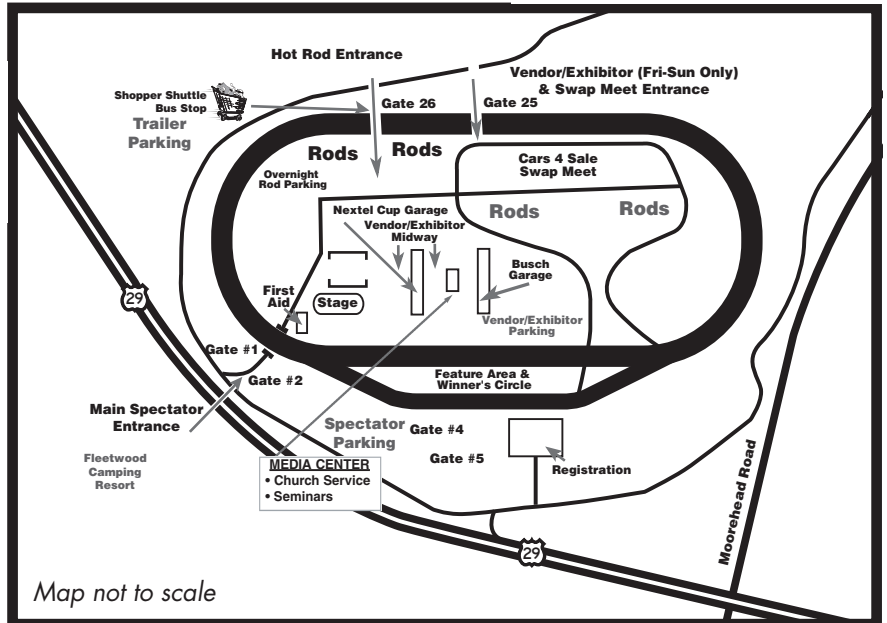 Hot Rod Entrance
Vendor/Exhibitor (Fri-Sun Only)
& Swap Meet Entrance
Shopper Shuttle
Bus Stop
Trailer
Parking
Gate 26
Gate 25
Rods
Rods
Cars 4 Sale
Swap Meet
Overnight
Rod Parking
Nextel Cup Garage
Vendor/Exhibitor
Midway
Rods
Rods
Busch
Garage
First
Aid
Stage
Vendor/Exhibitor
Parking
29
Gate #1
Gate #2
Feature Area &
Winner's Circle
Main Spectator
Entrance
Spectator
Parking
Gate #4
Gate #5
Fleetwood
Camping
Resort
MEDIA CENTER
• Church Service
• Seminars
Registration
Moorehead Road
29
Map not to scale